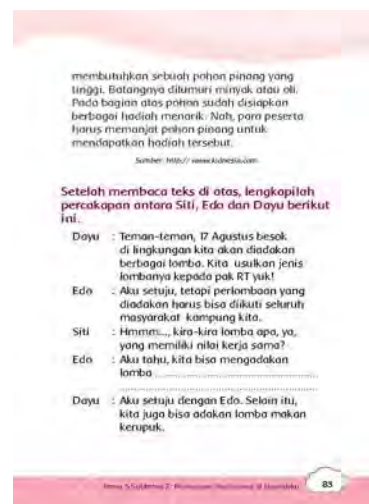 membutuhkan sebuah pohon pinang yang
tinggi. Batangnya dilumuri minyak atau oli.
Pada bagian atas pohon sudah disiapkan
berbagai hadiah menarik. Nah, para peserta
harus memanjat pohon pinang untuk
mendapatkan hadiah tersebut.
Sumber: http://
Setelah membaca teks di atas, lengkapilah
percakapan antara Siti, Edo dan Dayu berikut
ini.
Dayu : Teman-teman, 17 Agustus besok
di lingkungan kita akan diadakan
berbagai lomba. Kita usulkan jenis
lombanya kepada pak RT yuk!
Edo : Aku setuju, tetapi perlombaan yang
diadakan harus bisa diikuti seluruh
masyarakat kampung kita.
Siti : Hmmm..., kira-kira lomba apa, ya,
yang memiliki nilai kerja sama?
Edo : Aku tahu, kita bisa mengadakan
lomba
Dayu : Aku setuju dengan Edo. Selain itu,
kita juga bisa adakan lomba makan
kerupuk.
83